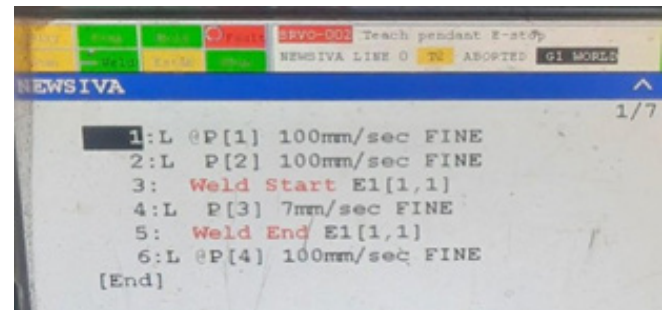 Fault
SRVO-002 Teach pendant E-stop
NEWSIVA LINE 0 T2 ABORTED G1 WORLD
NEWSIVA
1/7
1:L @P[1] 100mm/sec FINE
2:L P[2] 100mm/sec FINE
3: Weld Start E1[1,1]
4:L P[3] 7mm/sec FINE
5: Weld End E1[1,1]
6:L @P[4] 100mm/sec FINE
[End]